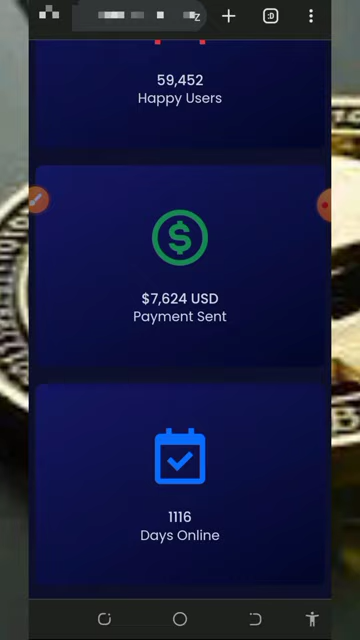 59,452
Happy Users
$7,624 USD
Payment Sent
1116
Days Online